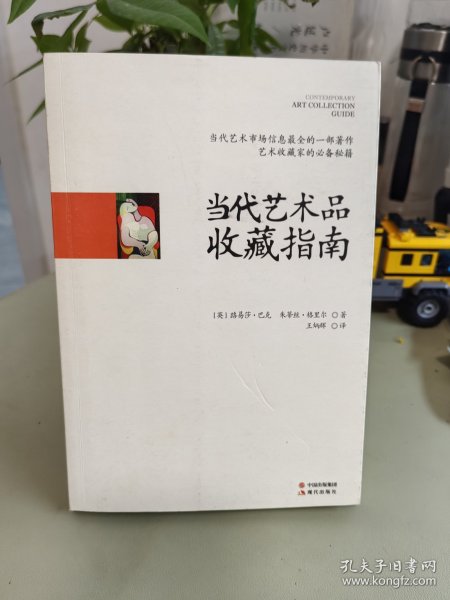 CONTEMPORARY
ART COLLECTION
GUIDE
当代艺术市场信息最全的一部著作
艺术收藏家的必备秘籍
当代艺术品
收藏指南
[英]路易莎·巴克 朱蒂丝·格里尔 ◎ 著
王炳辉 ◎ 译
中国出版集团
现代出版社
孔夫子旧书网
www.kongfz.com